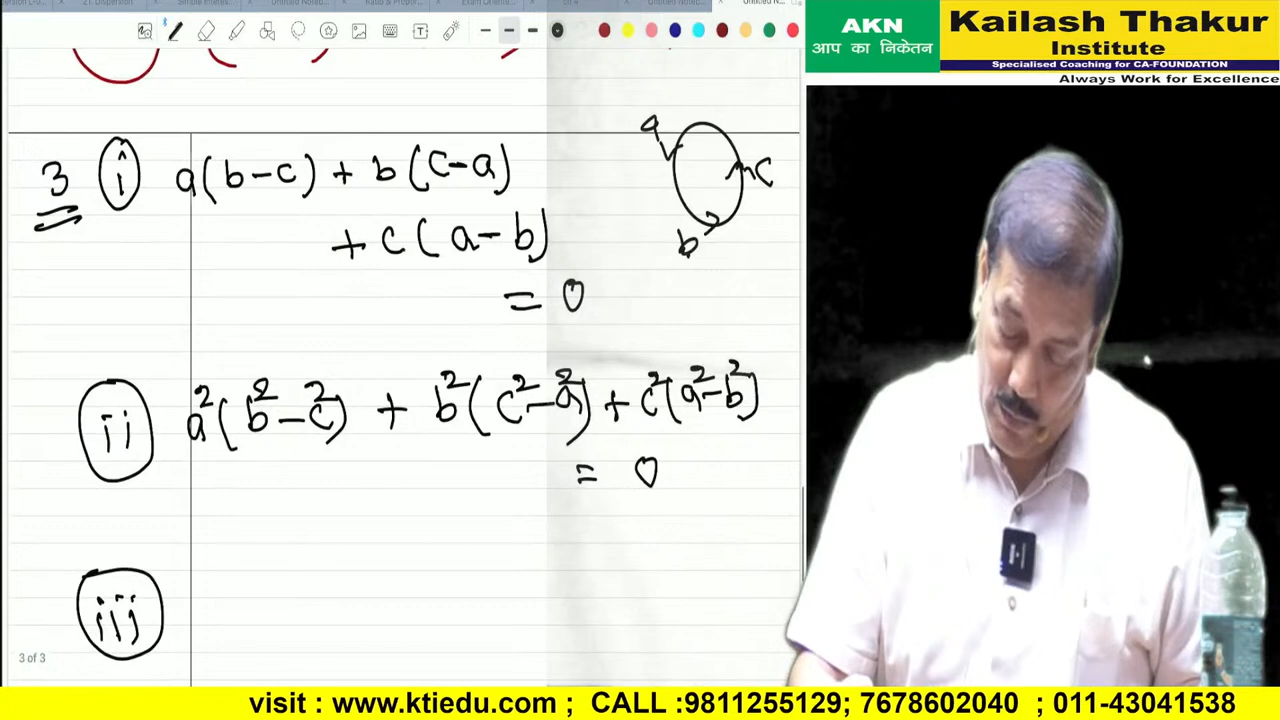 AKN
आप का निकेतन
Kailash Thakur
Institute
Specialised Coaching for CA-FOUNDATION
Always Work for Excellence
3 (i) a(b-c) + b(c-a)
+ c(a-b)
= 0
a
c
b
(ii) a²(b²-c²) + b²(c²-a²) + c²(a²-b²)
= 0
(iii)
3 of 3
visit : www.ktiedu.com ; CALL :9811255129; 7678602040 ; 011-43041538